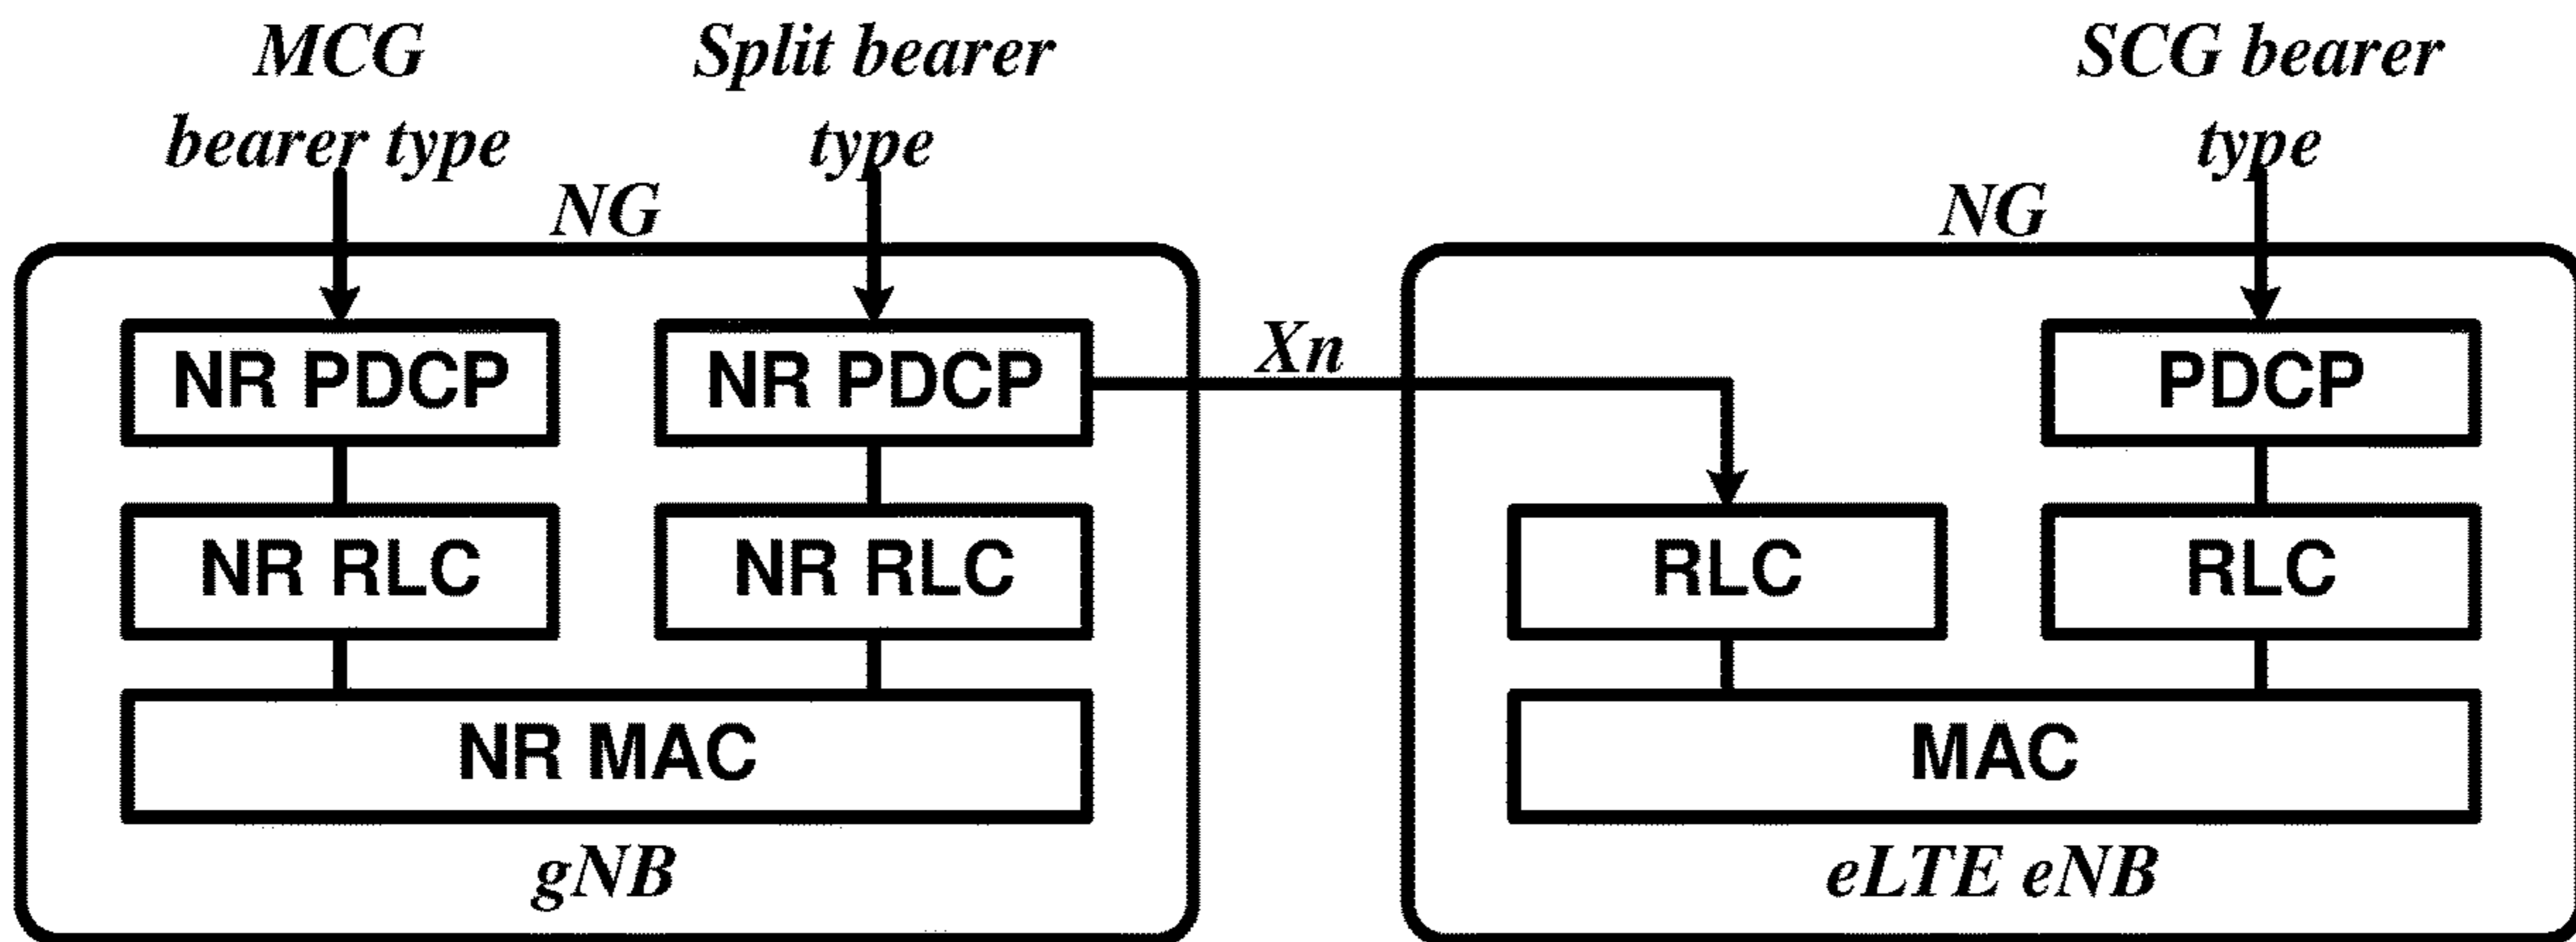 MCG
bearer type
Split bearer
type
SCG bearer
type
NG
NG
NR PDCP
NR PDCP
Xn
PDCP
NR RLC
NR RLC
RLC
RLC
NR MAC
MAC
gNB
eLTE eNB